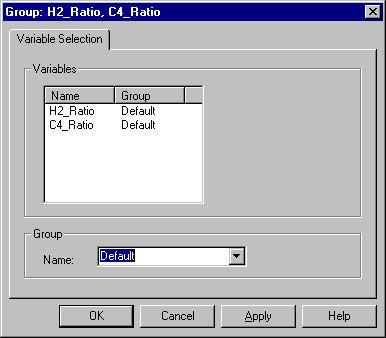 Group: H2_Ratio, C4_Ratio
Variable Selection
Variables
Name Group
H2_Ratio Default
C4_Ratio Default
Group
Name: Default
OK Cancel Apply Help